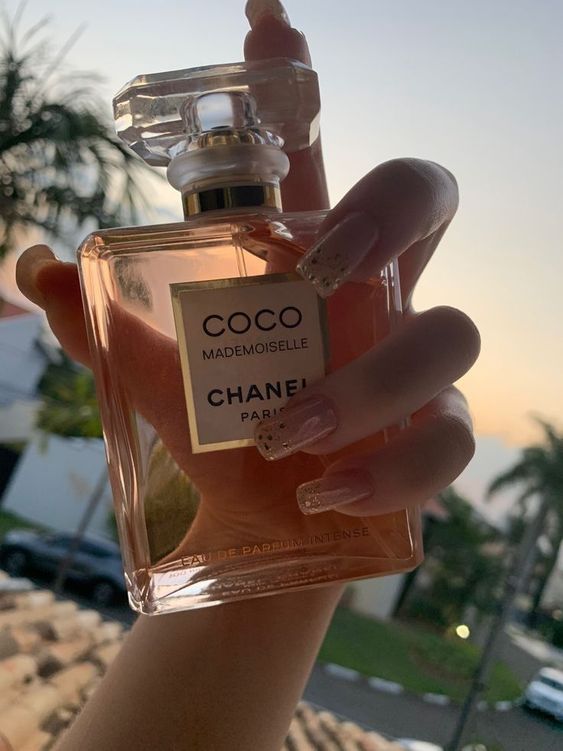 COCO
MADEMOISELLE
CHANEL
PARIS
EAU DE PARFUM INTENSE